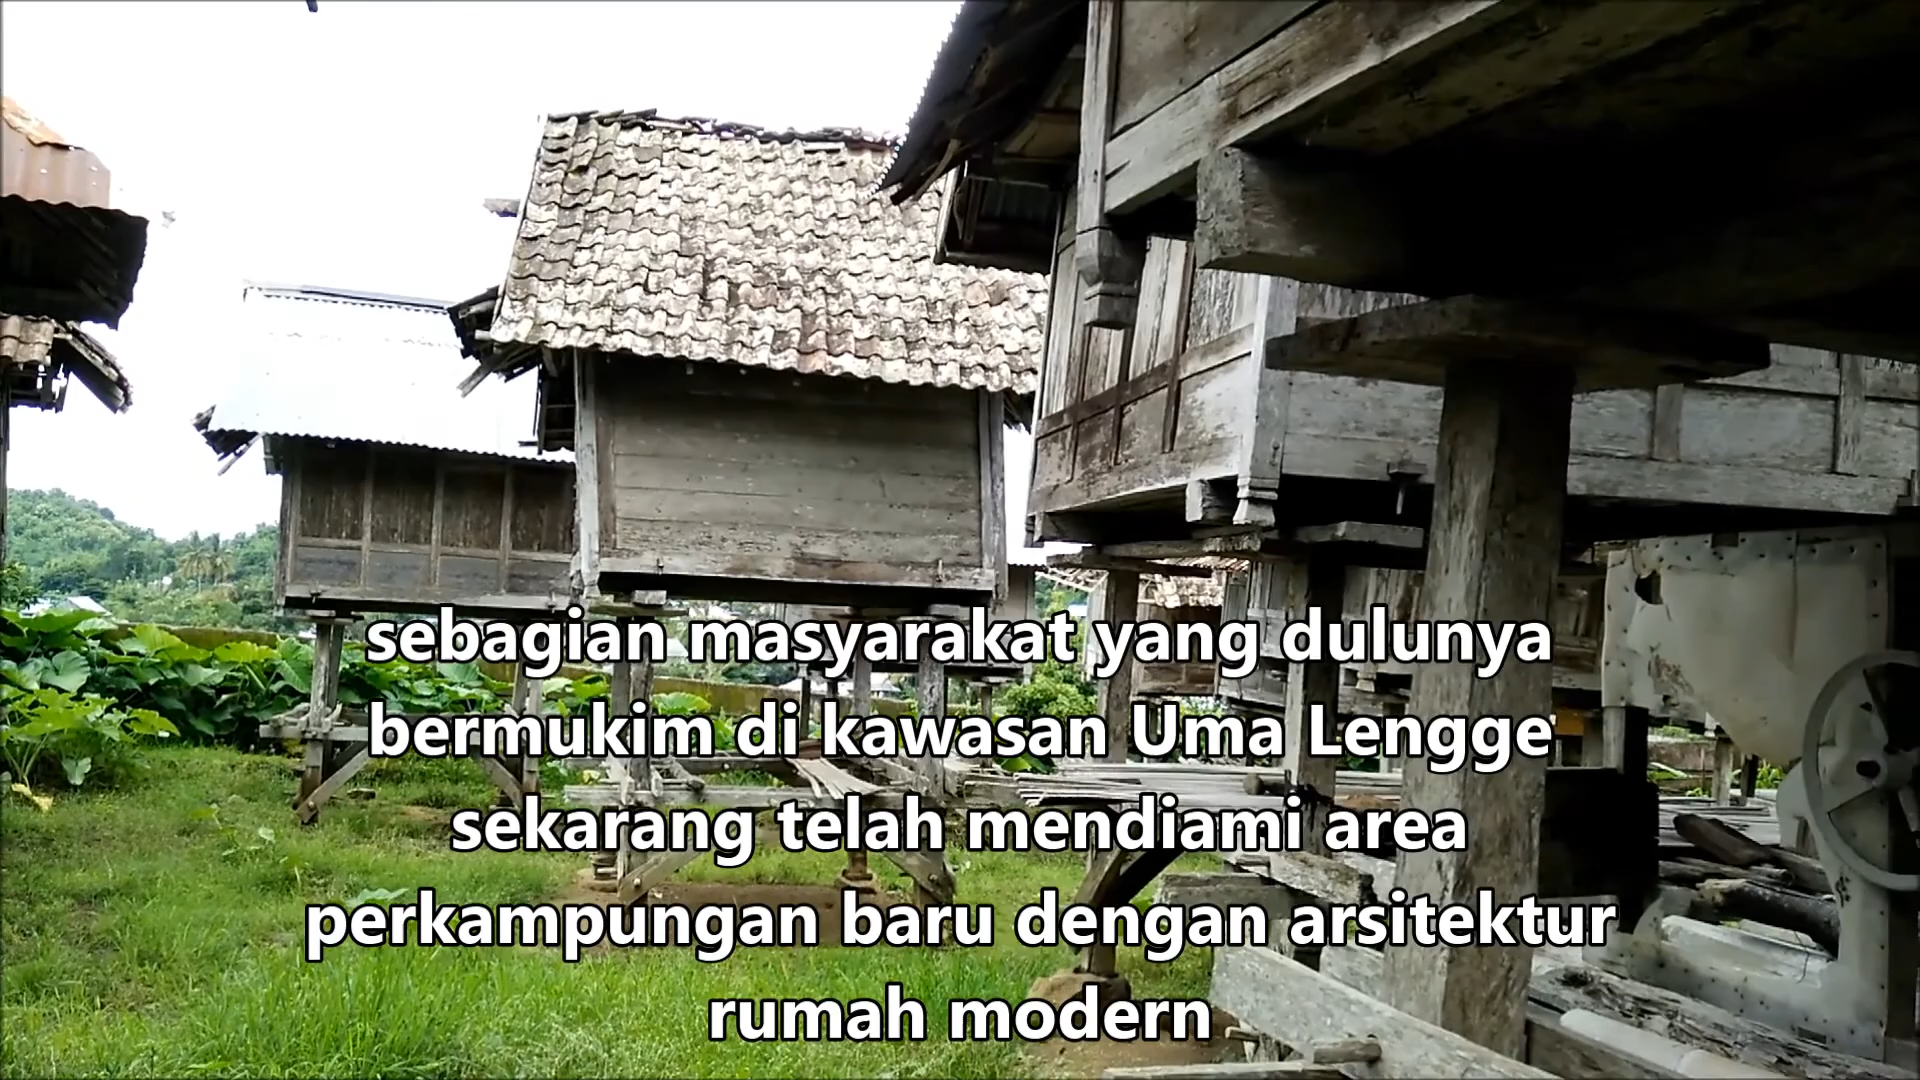 sebagian masyarakat yang dulunya
bermukim di kawasan Uma Lengge
sekarang telah mendiami area
perkampungan baru dengan arsitektur
rumah modern